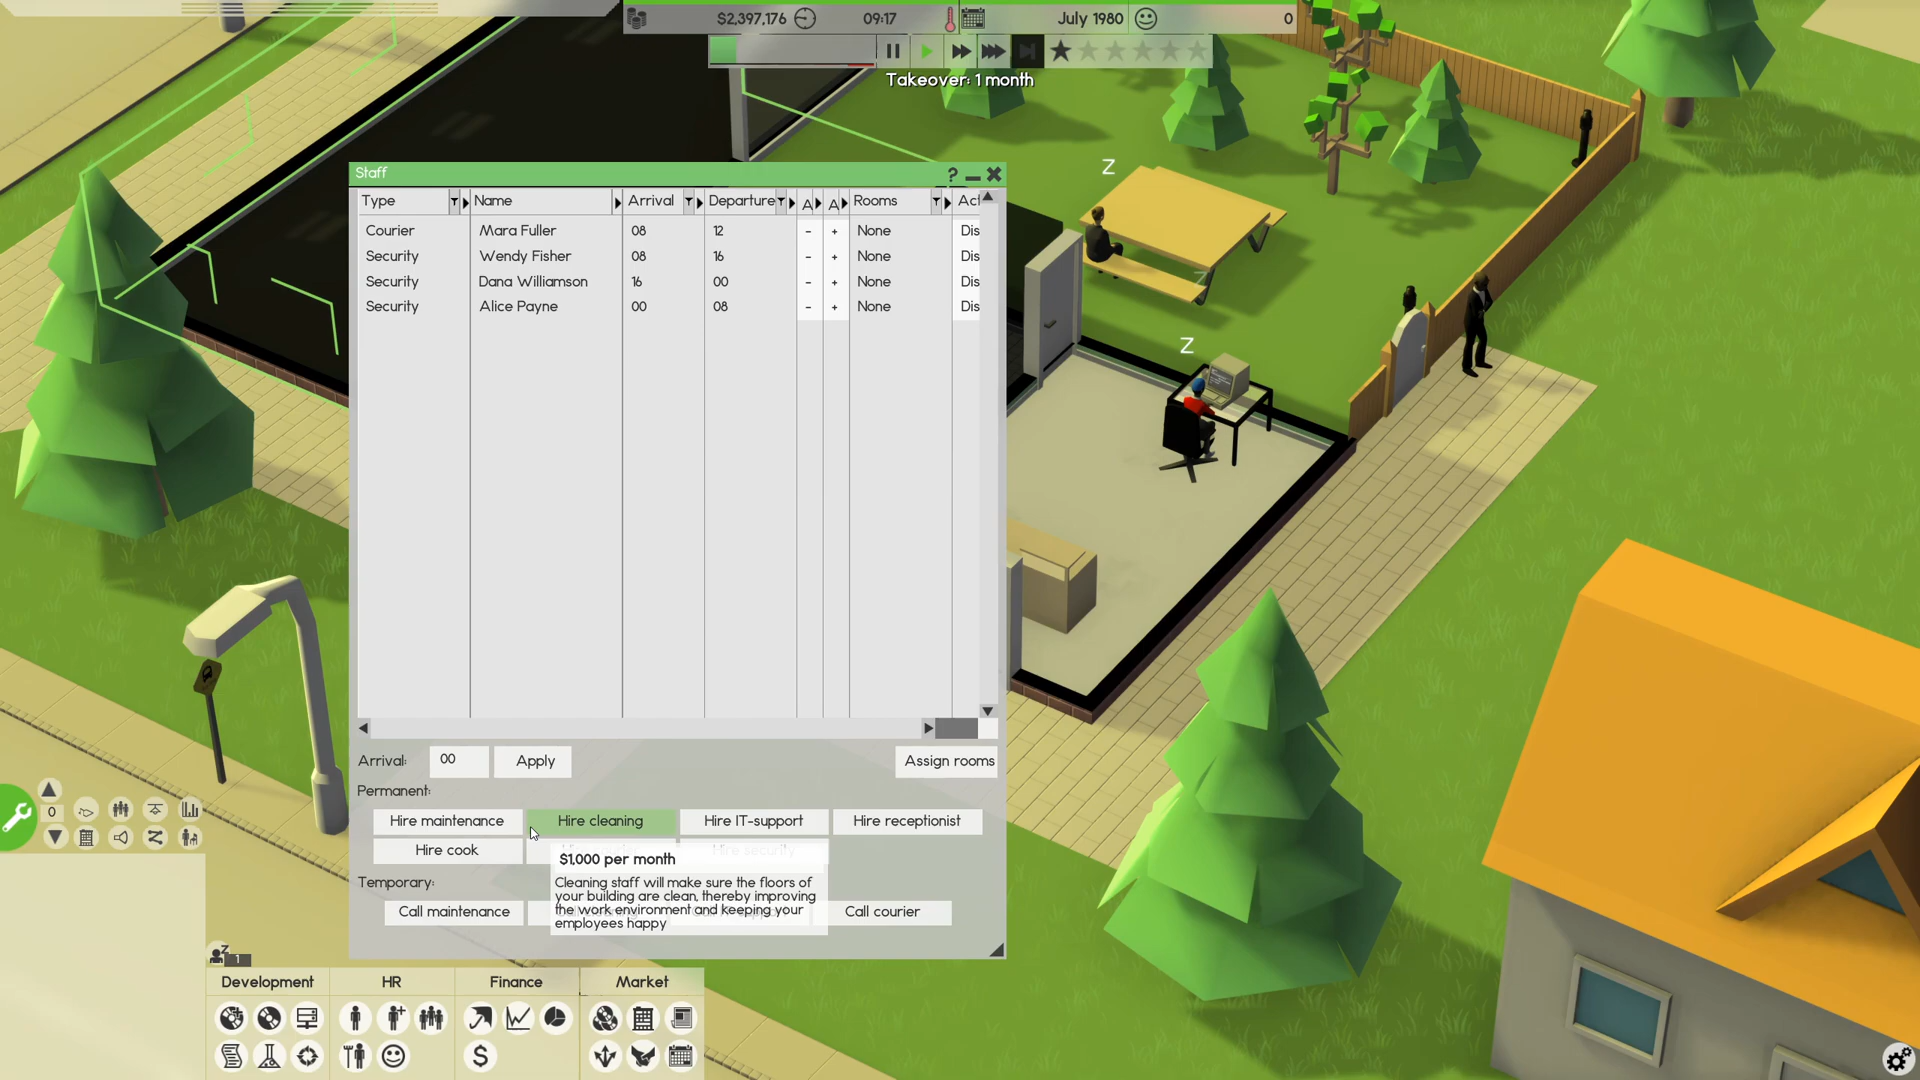 $2,397,176
09:17
July 1980
0
Takeover: 1 month
Staff
? 
Type Name Arrival Departure A A Rooms Act
Courier Mara Fuller 08 12 - + None Dis
Security Wendy Fisher 08 16 - + None Dis
Security Dana Williamson 16 00 - + None Dis
Security Alice Payne 00 08 - + None Dis
Z
Z
Z
Arrival: 00 Apply Assign rooms
Permanent:
Hire maintenance Hire cleaning Hire IT-support Hire receptionist
Hire cook Hire security
$1,000 per month
Temporary:
Cleaning staff will make sure the floors of
your building are clean, thereby improving
the work environment and keeping your
employees happy
Call maintenance Call courier
0
Z
1
Development HR Finance Market
$